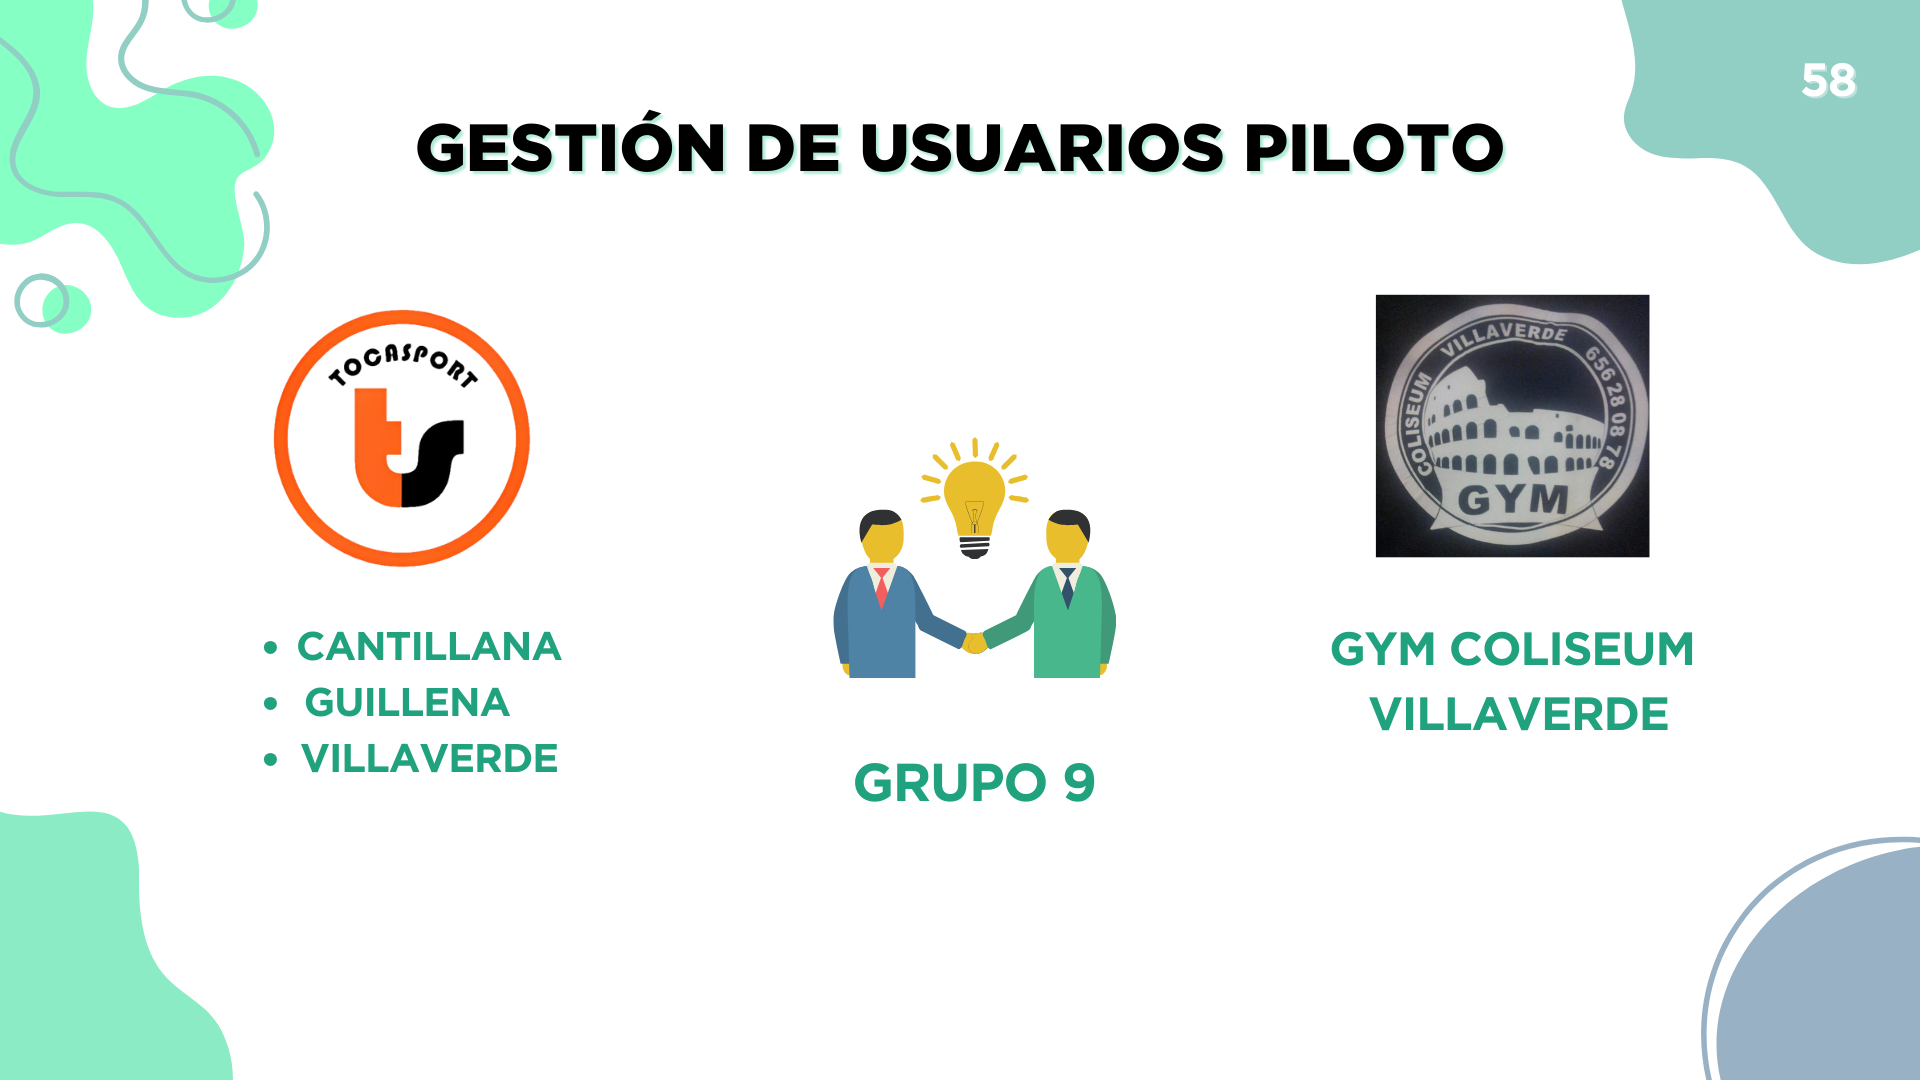 58
GESTIÓN DE USUARIOS PILOTO
TOCASPORT
ts
• CANTILLANA
• GUILLENA
• VILLAVERDE
GRUPO 9
COLISEUM VILLAVERDE 656 28 08 78
GYM
GYM COLISEUM
VILLAVERDE